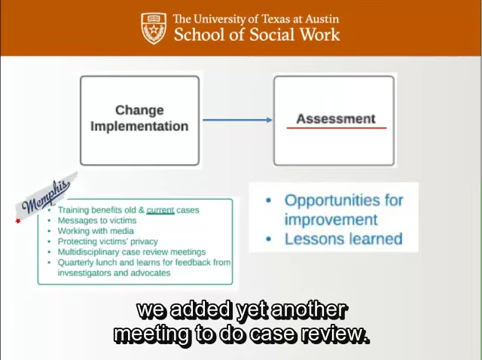 The University of Texas at Austin
School of Social Work
Change
Implementation
Assessment
Memphis
• Training benefits old & current cases
• Messages to victims
• Working with media
• Protecting victims' privacy
• Multidisciplinary case review meetings
• Quarterly lunch and learns for feedback from
investigators and advocates
• Opportunities for
improvement
• Lessons learned
we added yet another
meeting to do case review.